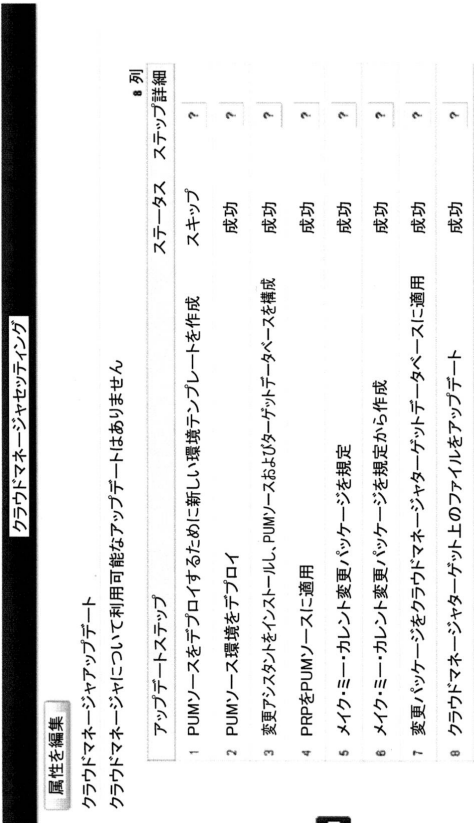 クラウドマネージャセッティング
属性を編集
クラウドマネージャアップデート
クラウドマネージャについて利用可能なアップデートはありません
8 列
アップデートステップ ステータス ステップ詳細
1 PUMソースをデプロイするために新しい環境テンプレートを作成 スキップ ?
2 PUMソース環境をデプロイ 成功 ?
3 変更アシスタントをインストールし、PUMソースおよびターゲットデータベースを構成 成功 ?
4 PRPをPUMソースに適用 成功 ?
5 メイク・ミー・カレント変更パッケージを規定 成功 ?
6 メイク・ミー・カレント変更パッケージを規定から作成 成功 ?
7 変更パッケージをクラウドマネージャターゲットデータベースに適用 成功 ?
8 クラウドマネージャターゲット上のファイルをアップデート 成功 ?